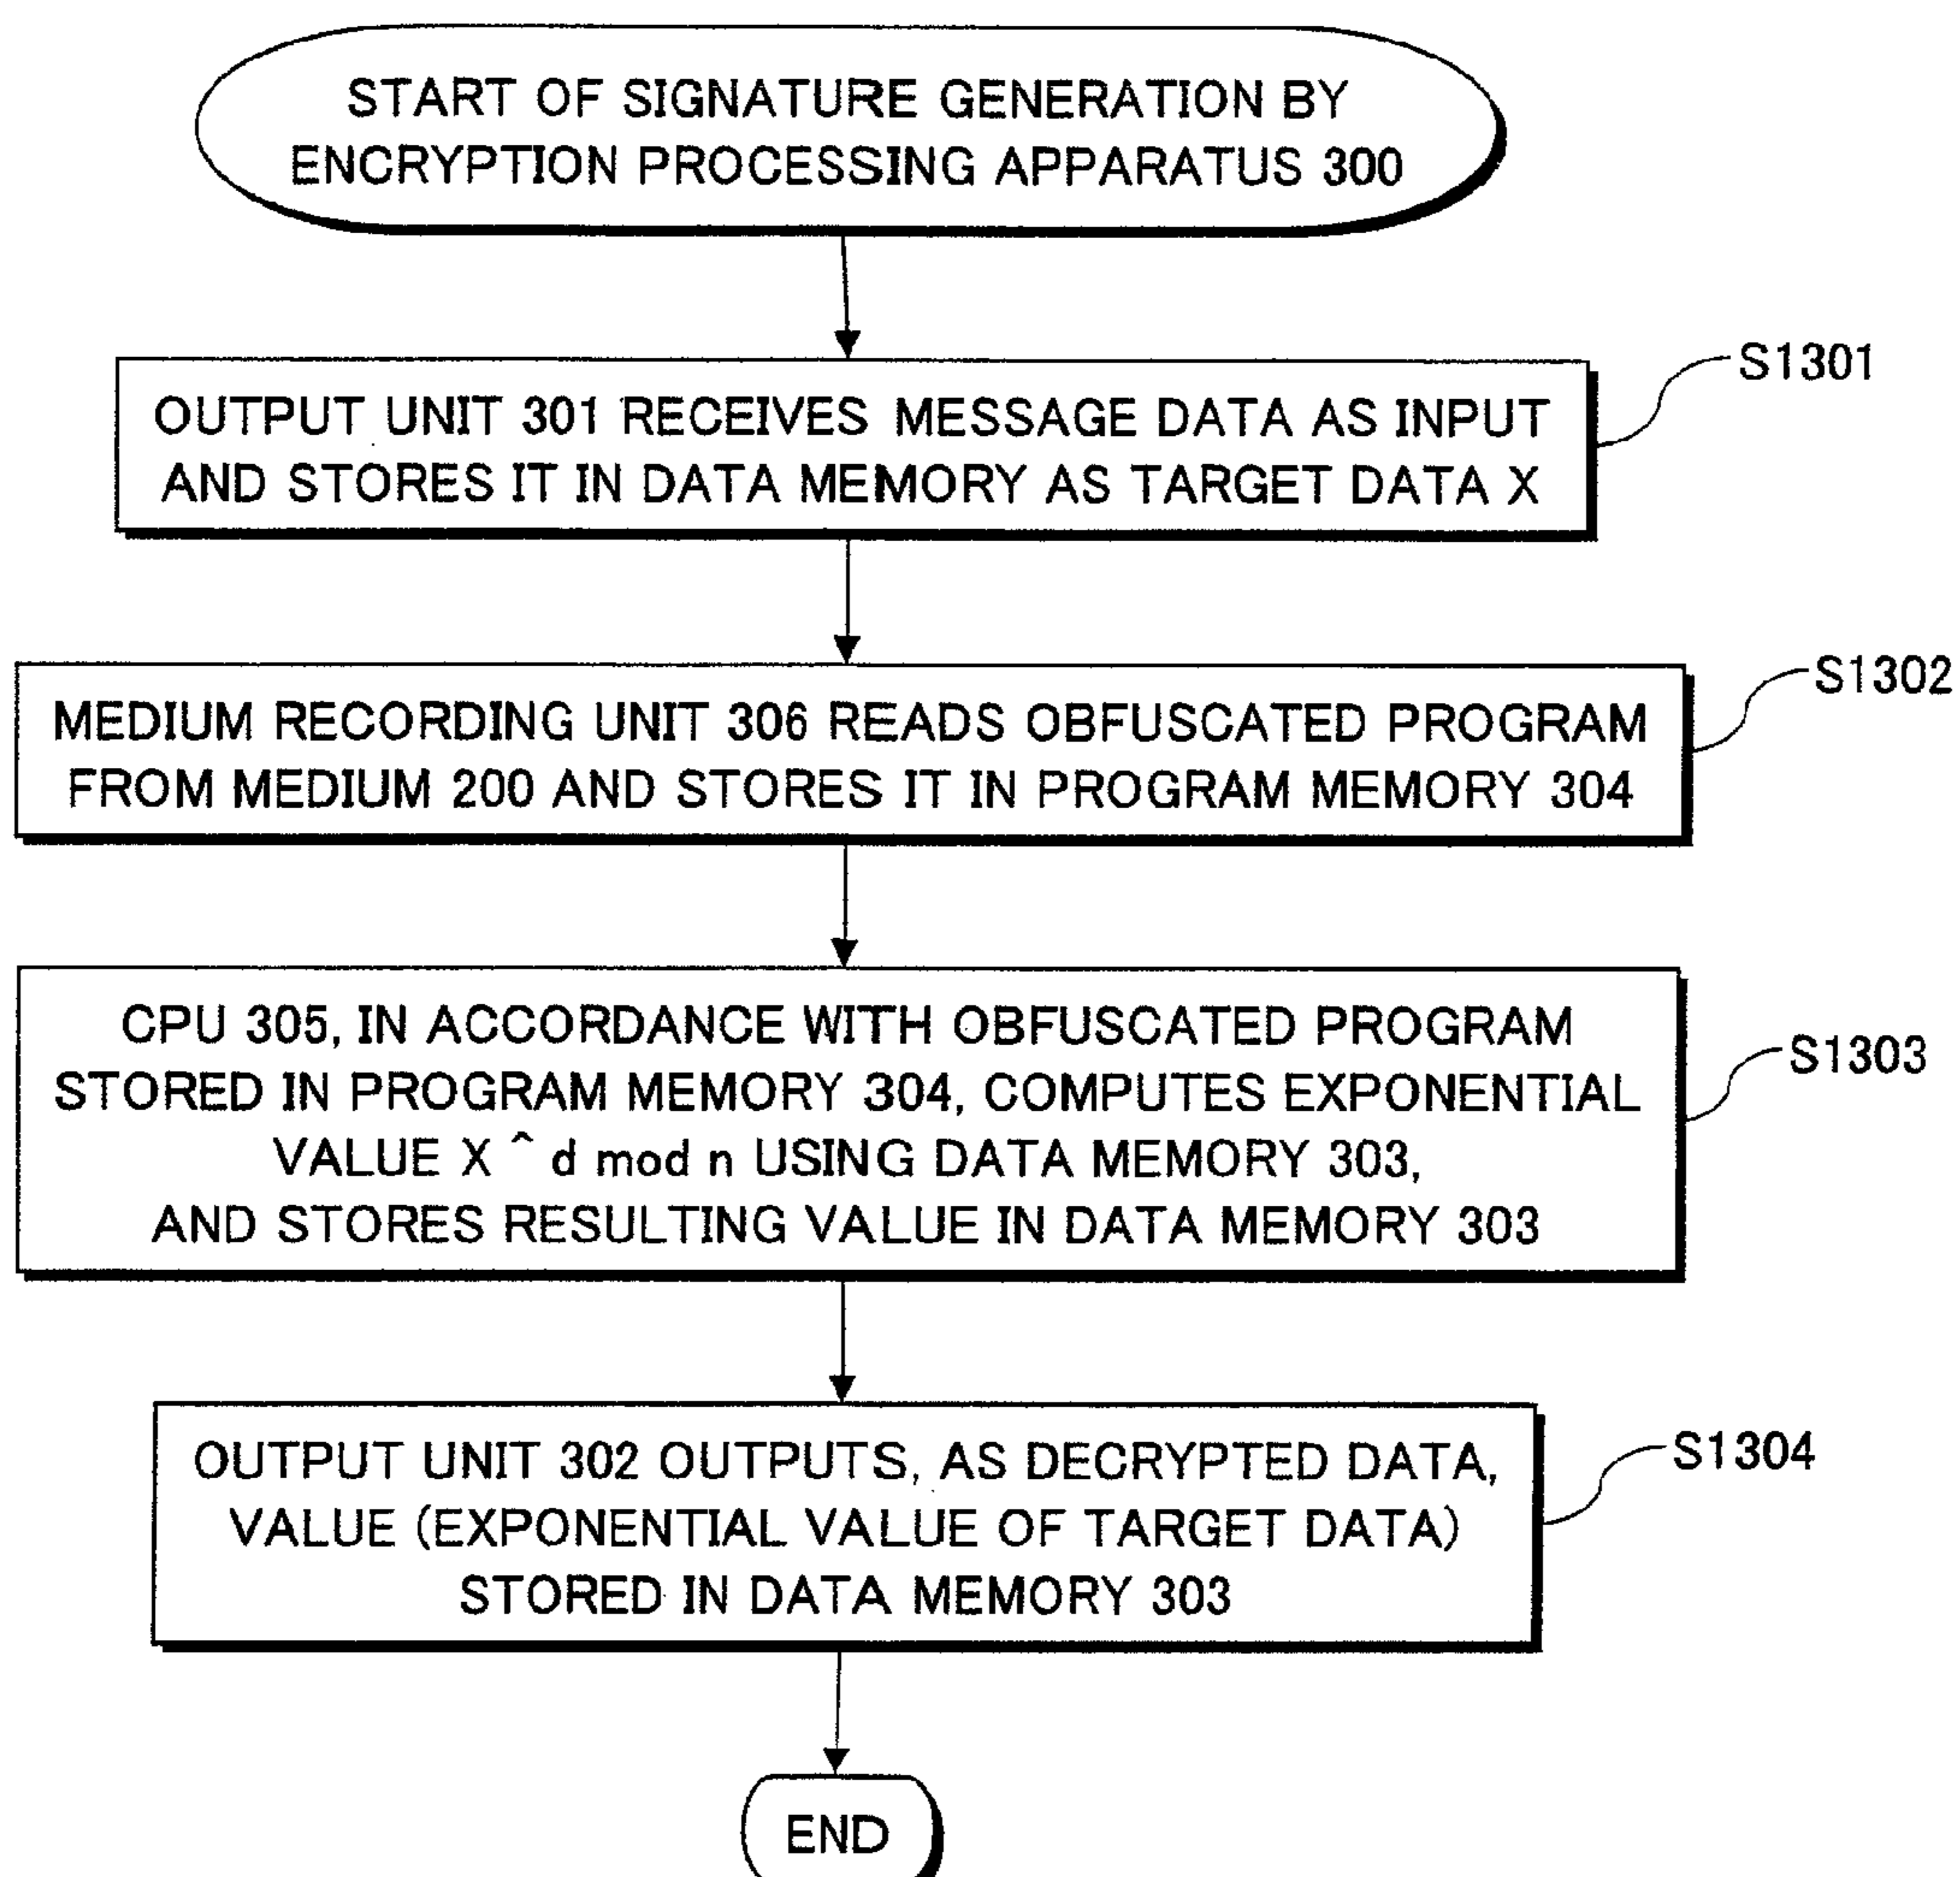 START OF SIGNATURE GENERATION BY
ENCRYPTION PROCESSING APPARATUS 300
S1301
OUTPUT UNIT 301 RECEIVES MESSAGE DATA AS INPUT
AND STORES IT IN DATA MEMORY AS TARGET DATA X
S1302
MEDIUM RECORDING UNIT 306 READS OBFUSCATED PROGRAM
FROM MEDIUM 200 AND STORES IT IN PROGRAM MEMORY 304
S1303
CPU 305, IN ACCORDANCE WITH OBFUSCATED PROGRAM
STORED IN PROGRAM MEMORY 304, COMPUTES EXPONENTIAL
VALUE X ^ d mod n USING DATA MEMORY 303,
AND STORES RESULTING VALUE IN DATA MEMORY 303
S1304
OUTPUT UNIT 302 OUTPUTS, AS DECRYPTED DATA,
VALUE (EXPONENTIAL VALUE OF TARGET DATA)
STORED IN DATA MEMORY 303
END